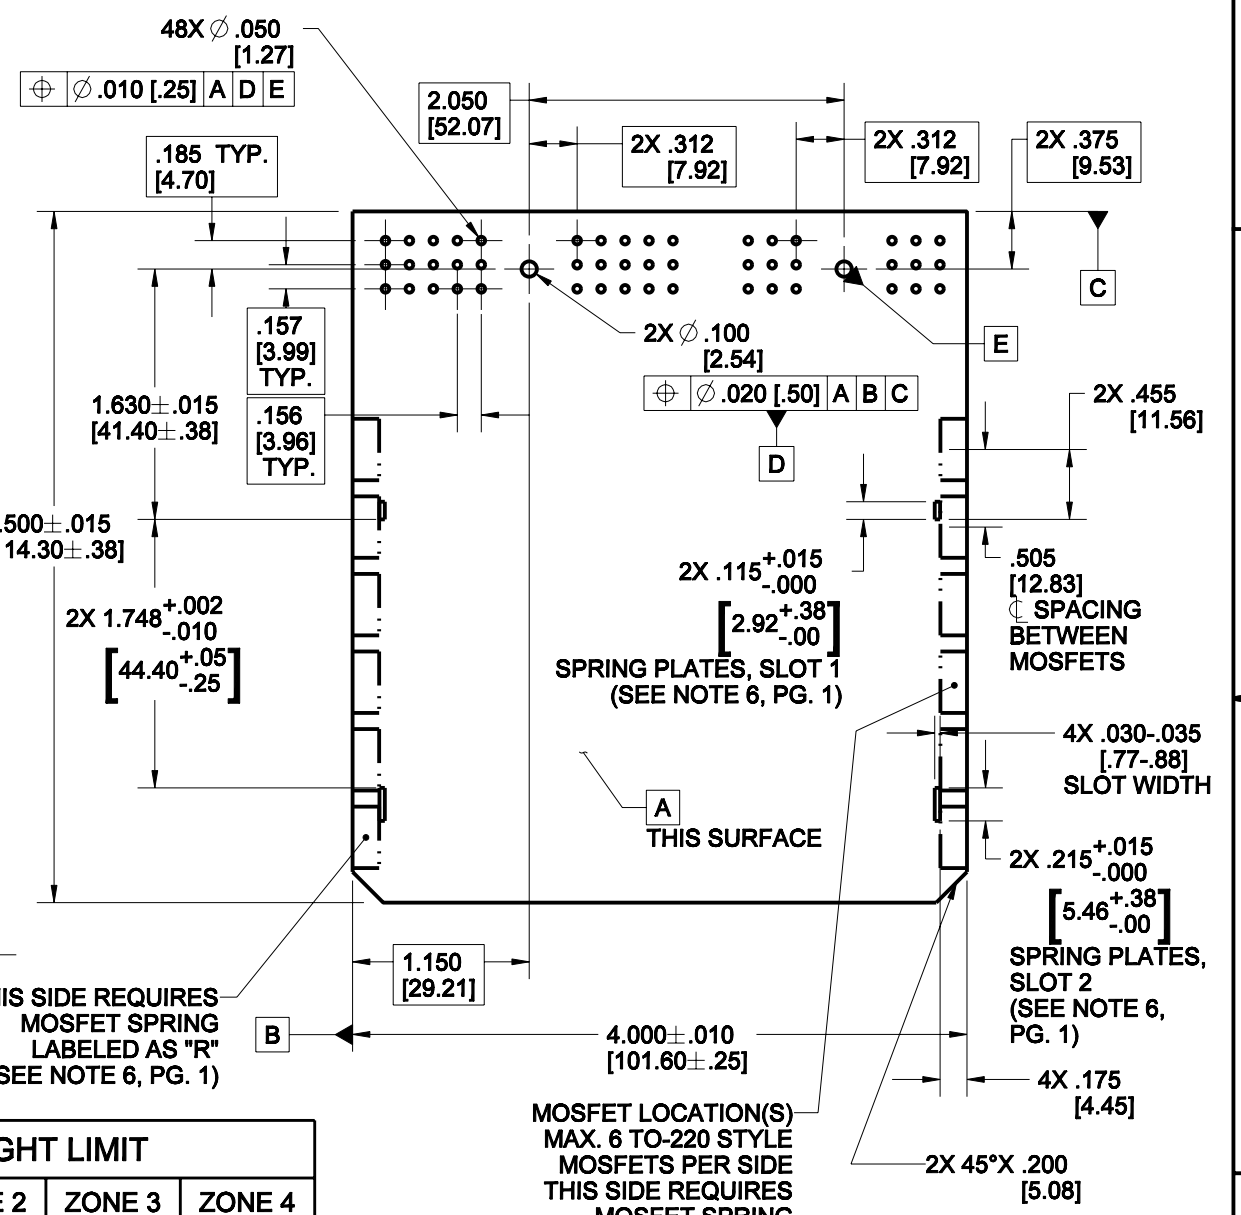 48X ∅ .050
[1.27]
⌖ ∅ .010 [.25] A D E
2.050
[52.07]
2X .312
[7.92]
2X .312
[7.92]
2X .375
[9.53]
.185 TYP.
[4.70]
C
.157
[3.99]
TYP.
2X ∅ .100
[2.54]
⌖ ∅ .020 [.50] A B C
E
D
1.630±.015
[41.40±.38]
.156
[3.96]
TYP.
2X .455
[11.56]
.500±.015
14.30±.38]
2X .115 +.015 -.000
[2.92 +.38 -.00]
SPRING PLATES, SLOT 1
(SEE NOTE 6, PG. 1)
.505
[12.83]
℄ SPACING
BETWEEN
MOSFETS
2X 1.748 +.002 -.010
[44.40 +.05 -.25]
4X .030-.035
[.77-.88]
SLOT WIDTH
A
THIS SURFACE
2X .215 +.015 -.000
[5.46 +.38 -.00]
SPRING PLATES,
SLOT 2
(SEE NOTE 6,
PG. 1)
1.150
[29.21]
SIDE REQUIRES
MOSFET SPRING
LABELED AS "R"
SEE NOTE 6, PG. 1)
B
4.000±.010
[101.60±.25]
4X .175
[4.45]
MOSFET LOCATION(S)
MAX. 6 TO-220 STYLE
MOSFETS PER SIDE
THIS SIDE REQUIRES
MOSFET SPRING
2X 45°X .200
[5.08]
LIMIT
2 ZONE 3 ZONE 4